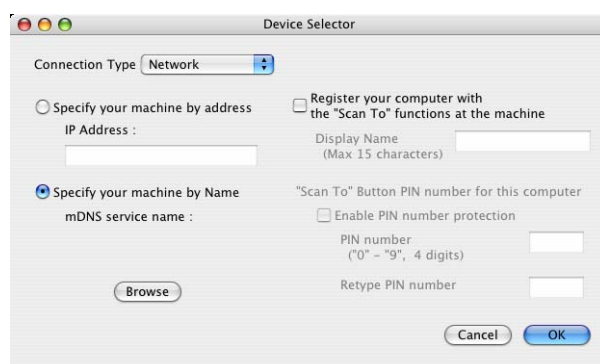 Device Selector
Connection Type Network
Specify your machine by address
IP Address :
Specify your machine by Name
mDNS service name :
Browse
Register your computer with
the "Scan To" functions at the machine
Display Name
(Max 15 characters)
"Scan To" Button PIN number for this computer
Enable PIN number protection
PIN number
("0" – "9", 4 digits)
Retype PIN number
Cancel OK